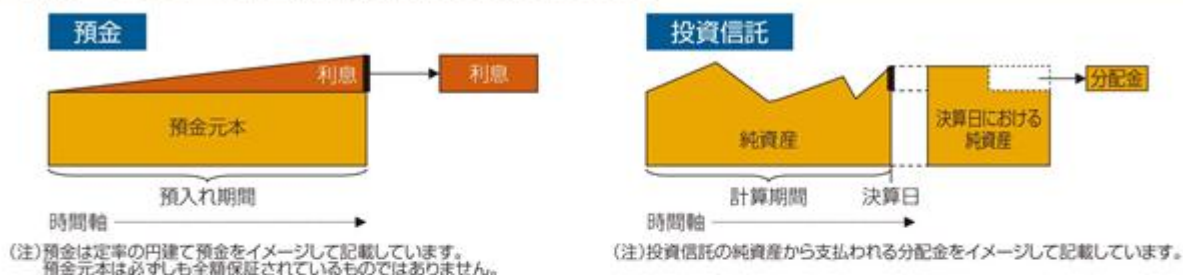 預金
利息
利息
預金元本
預入れ期間
時間軸
(注)預金は定率の円建て預金をイメージして記載しています。
預金元本は必ずしも全額保証されているものではありません。
投資信託
分配金
決算日における
純資産
純資産
計算期間
決算日
時間軸
(注)投資信託の純資産から支払われる分配金をイメージして記載しています。